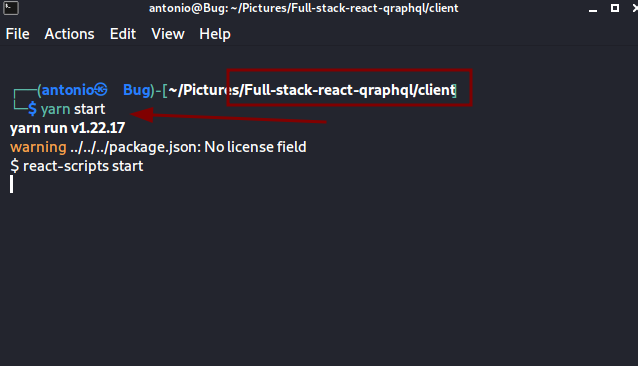 antonio@Bug: ~/Pictures/Full-stack-react-qraphql/client
File Actions Edit View Help
┌──(antonio㉿ Bug)-[~/Pictures/Full-stack-react-qraphql/client]
└─$ yarn start
yarn run v1.22.17
warning ../../../package.json: No license field
$ react-scripts start